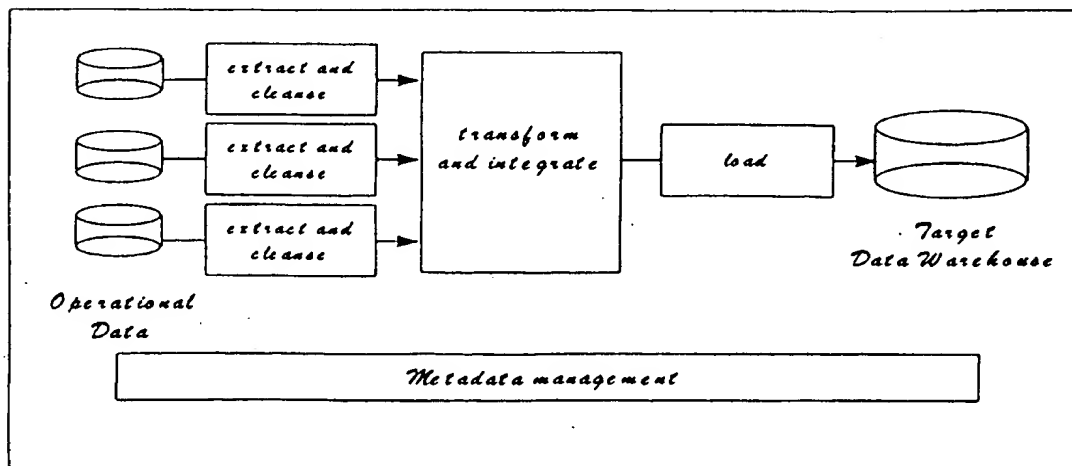 extract and
cleanse
extract and
cleanse
extract and
cleanse
transform
and integrate
load
Target
Data Warehouse
Operational
Data
Metadata management